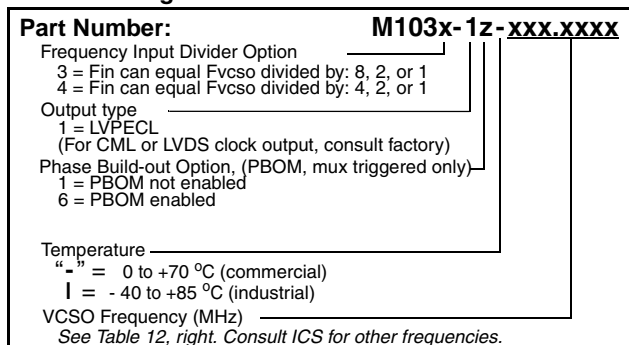 Part Number: M103x-1z-xxx.xxxx
Frequency Input Divider Option
3 = Fin can equal Fvcso divided by: 8, 2, or 1
4 = Fin can equal Fvcso divided by: 4, 2, or 1
Output type
1 = LVPECL
(For CML or LVDS clock output, consult factory)
Phase Build-out Option, (PBOM, mux triggered only)
1 = PBOM not enabled
6 = PBOM enabled
Temperature
“-” = 0 to +70 °C (commercial)
I = - 40 to +85 °C (industrial)
VCSO Frequency (MHz)
See Table 12, right. Consult ICS for other frequencies.